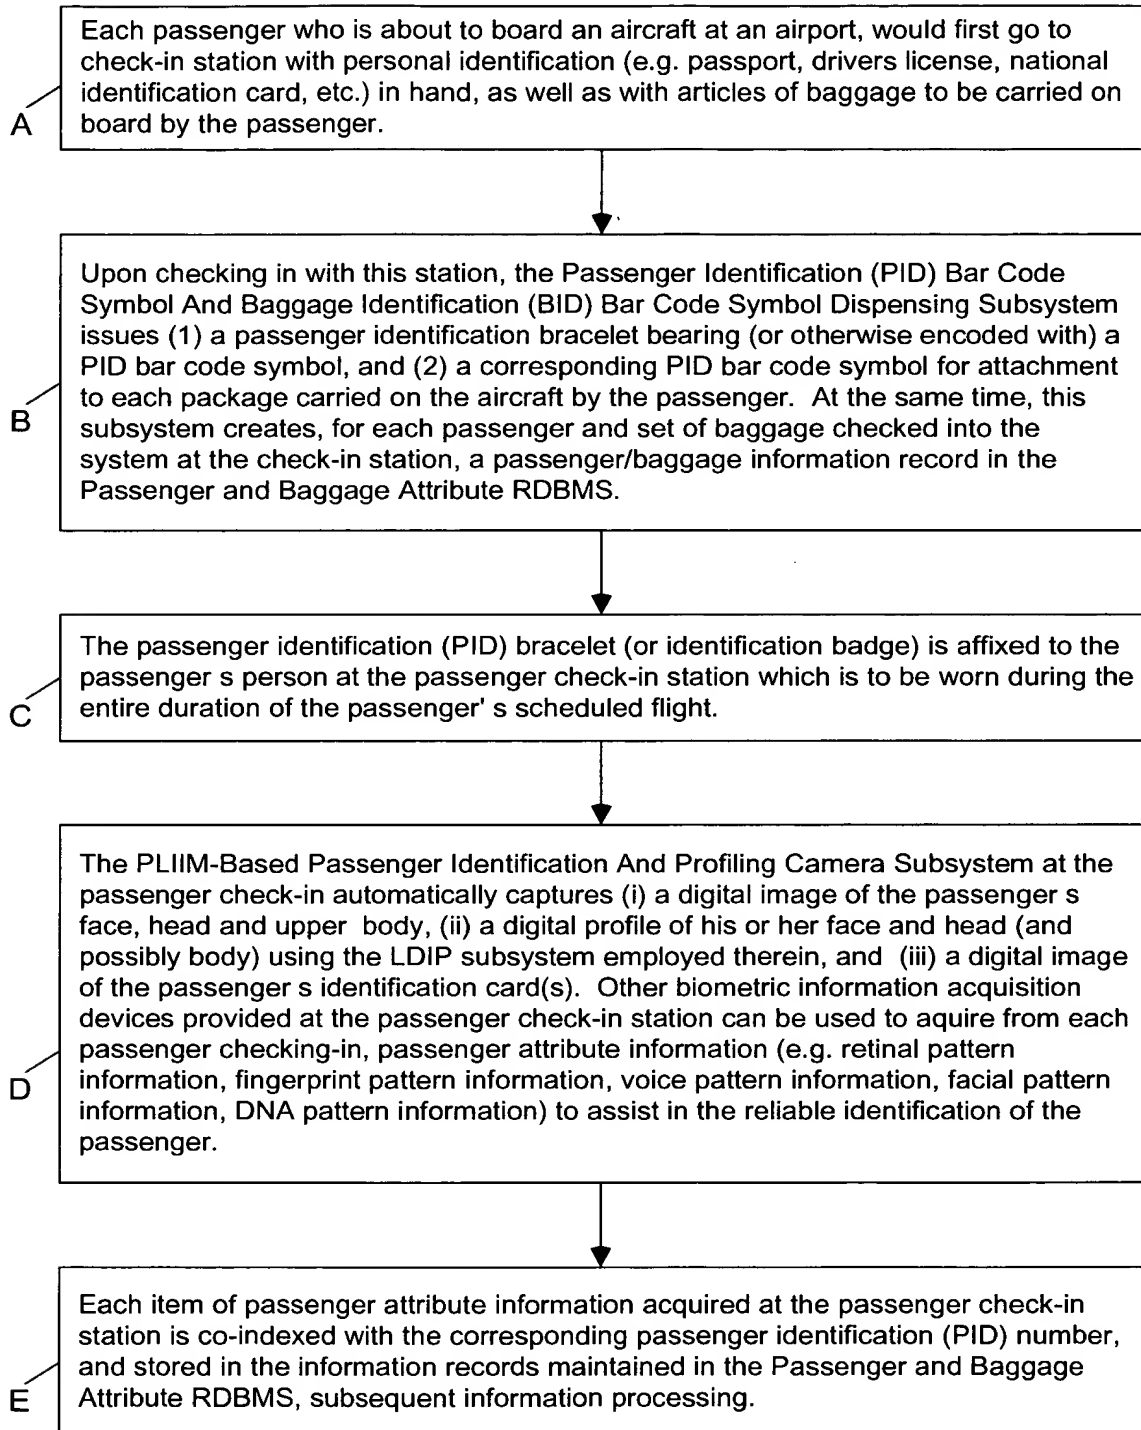 Each passenger who is about to board an aircraft at an airport, would first go to
check-in station with personal identification (e.g. passport, drivers license, national
identification card, etc.) in hand, as well as with articles of baggage to be carried on
board by the passenger.
A
Upon checking in with this station, the Passenger Identification (PID) Bar Code
Symbol And Baggage Identification (BID) Bar Code Symbol Dispensing Subsystem
issues (1) a passenger identification bracelet bearing (or otherwise encoded with) a
PID bar code symbol, and (2) a corresponding PID bar code symbol for attachment
to each package carried on the aircraft by the passenger. At the same time, this
subsystem creates, for each passenger and set of baggage checked into the
system at the check-in station, a passenger/baggage information record in the
Passenger and Baggage Attribute RDBMS.
B
The passenger identification (PID) bracelet (or identification badge) is affixed to the
passenger s person at the passenger check-in station which is to be worn during the
entire duration of the passenger' s scheduled flight.
C
The PLIIM-Based Passenger Identification And Profiling Camera Subsystem at the
passenger check-in automatically captures (i) a digital image of the passenger s
face, head and upper body, (ii) a digital profile of his or her face and head (and
possibly body) using the LDIP subsystem employed therein, and (iii) a digital image
of the passenger s identification card(s). Other biometric information acquisition
devices provided at the passenger check-in station can be used to aquire from each
passenger checking-in, passenger attribute information (e.g. retinal pattern
information, fingerprint pattern information, voice pattern information, facial pattern
information, DNA pattern information) to assist in the reliable identification of the
passenger.
D
Each item of passenger attribute information acquired at the passenger check-in
station is co-indexed with the corresponding passenger identification (PID) number,
and stored in the information records maintained in the Passenger and Baggage
Attribute RDBMS, subsequent information processing.
E